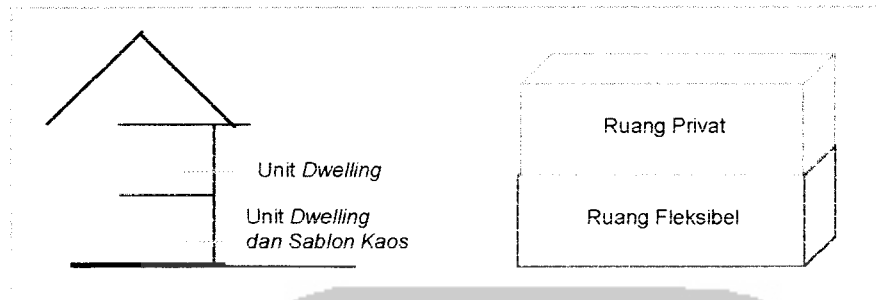 Unit Dwelling
Unit Dwelling
dan Sablon Kaos
Ruang Privat
Ruang Fleksibel